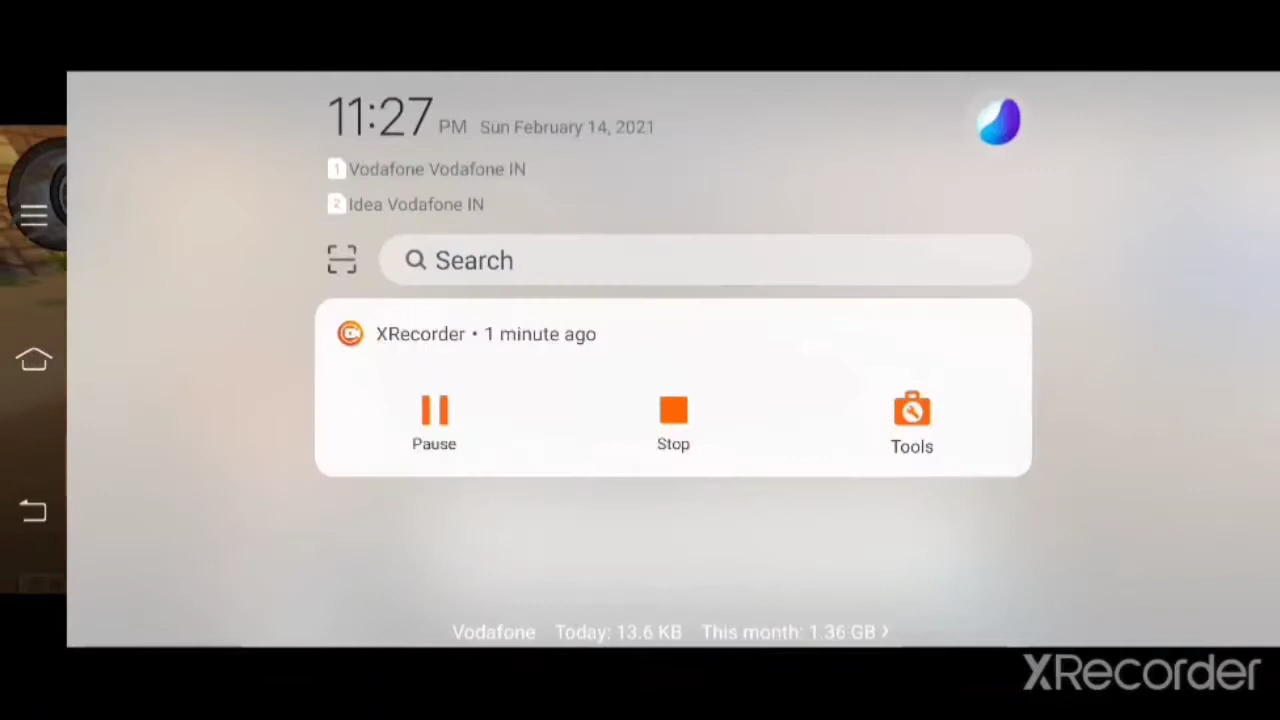 11:27 PM Sun February 14, 2021
1 Vodafone Vodafone IN
2 Idea Vodafone IN
Search
XRecorder • 1 minute ago
Pause Stop Tools
Vodafone Today: 13.6 KB This month: 1.36 GB >
XRecorder